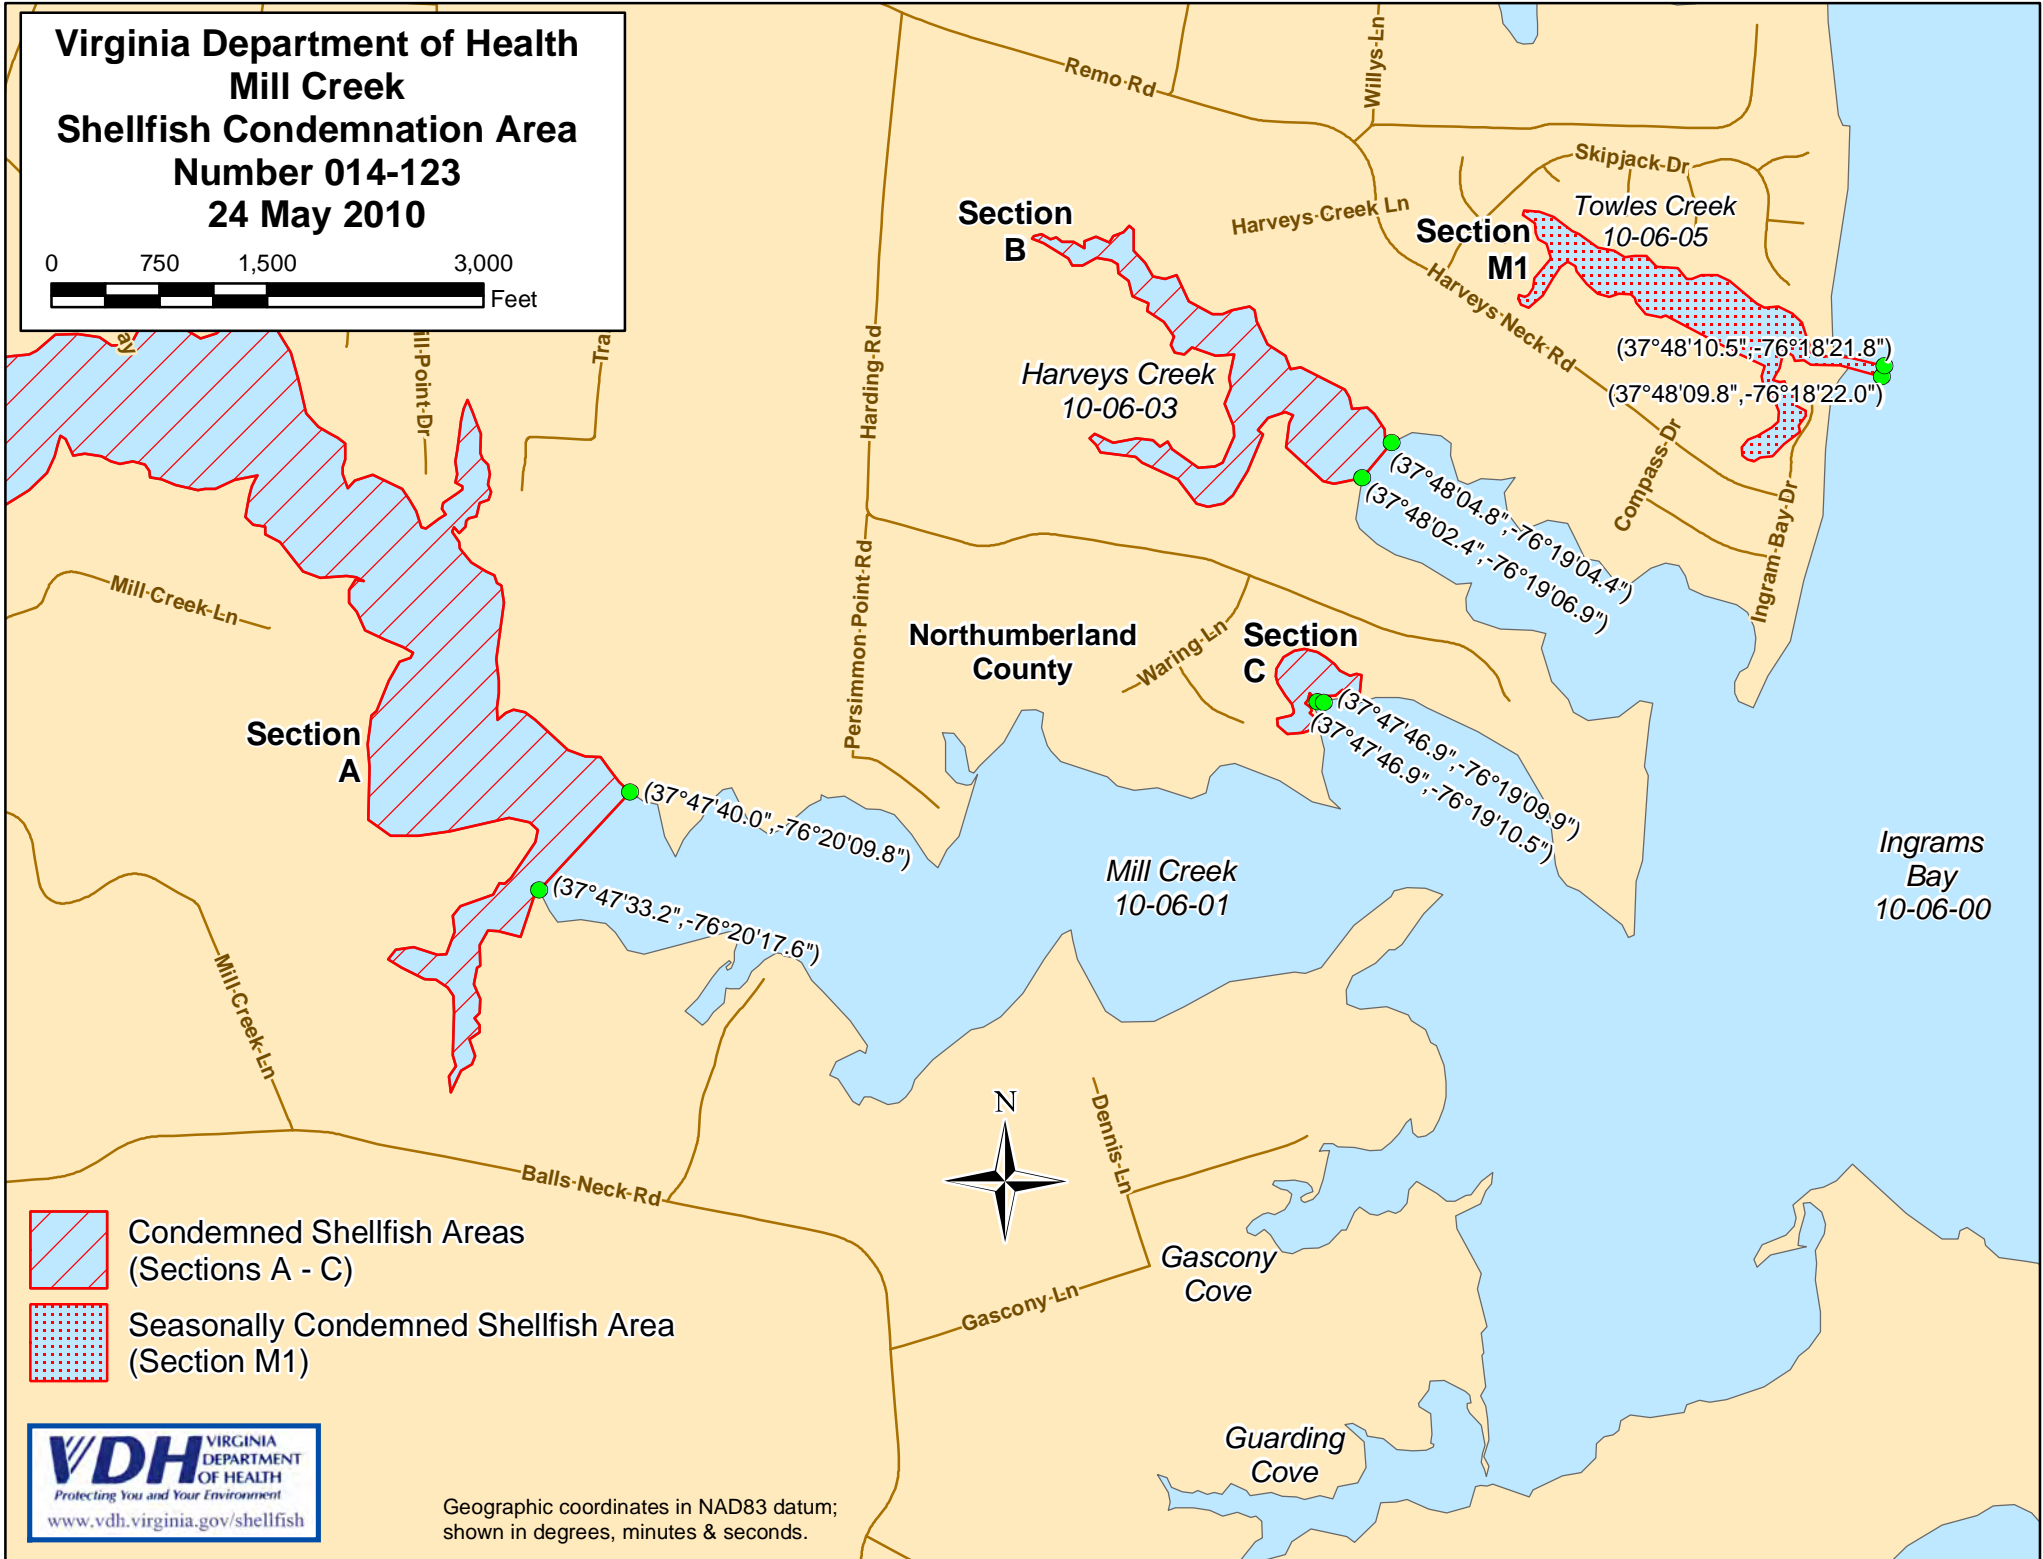 Virginia Department of Health
Mill Creek
Shellfish Condemnation Area
Number 014-123
24 May 2010
0 750 1,500 3,000
Feet
Remo Rd
Willys Ln
Skipjack Dr
Towles Creek
10-06-05
Harveys Creek Ln
Section
M1
Section
B
Harveys Neck Rd
(37°48'10.5",-76°18'21.8")
(37°48'09.8",-76°18'22.0")
ay
ill Point Dr
Tra
Harding Rd
Harveys Creek
10-06-03
Compass Dr
Ingram Bay Dr
(37°48'04.8",-76°19'04.4")
(37°48'02.4",-76°19'06.9")
Mill Creek Ln
Persimmon Point Rd
Northumberland
County
Waring Ln
Section
C
(37°47'46.9",-76°19'09.9")
(37°47'46.9",-76°19'10.5")
Section
A
(37°47'40.0",-76°20'09.8")
(37°47'33.2",-76°20'17.6")
Mill Creek
10-06-01
Ingrams
Bay
10-06-00
Mill Creek Ln
N
Dennis Ln
Balls Neck Rd
Gascony Ln
Gascony
Cove
Guarding
Cove
Condemned Shellfish Areas
(Sections A - C)
Seasonally Condemned Shellfish Area
(Section M1)
VDH
VIRGINIA
DEPARTMENT
OF HEALTH
Protecting You and Your Environment
www.vdh.virginia.gov/shellfish
Geographic coordinates in NAD83 datum;
shown in degrees, minutes & seconds.